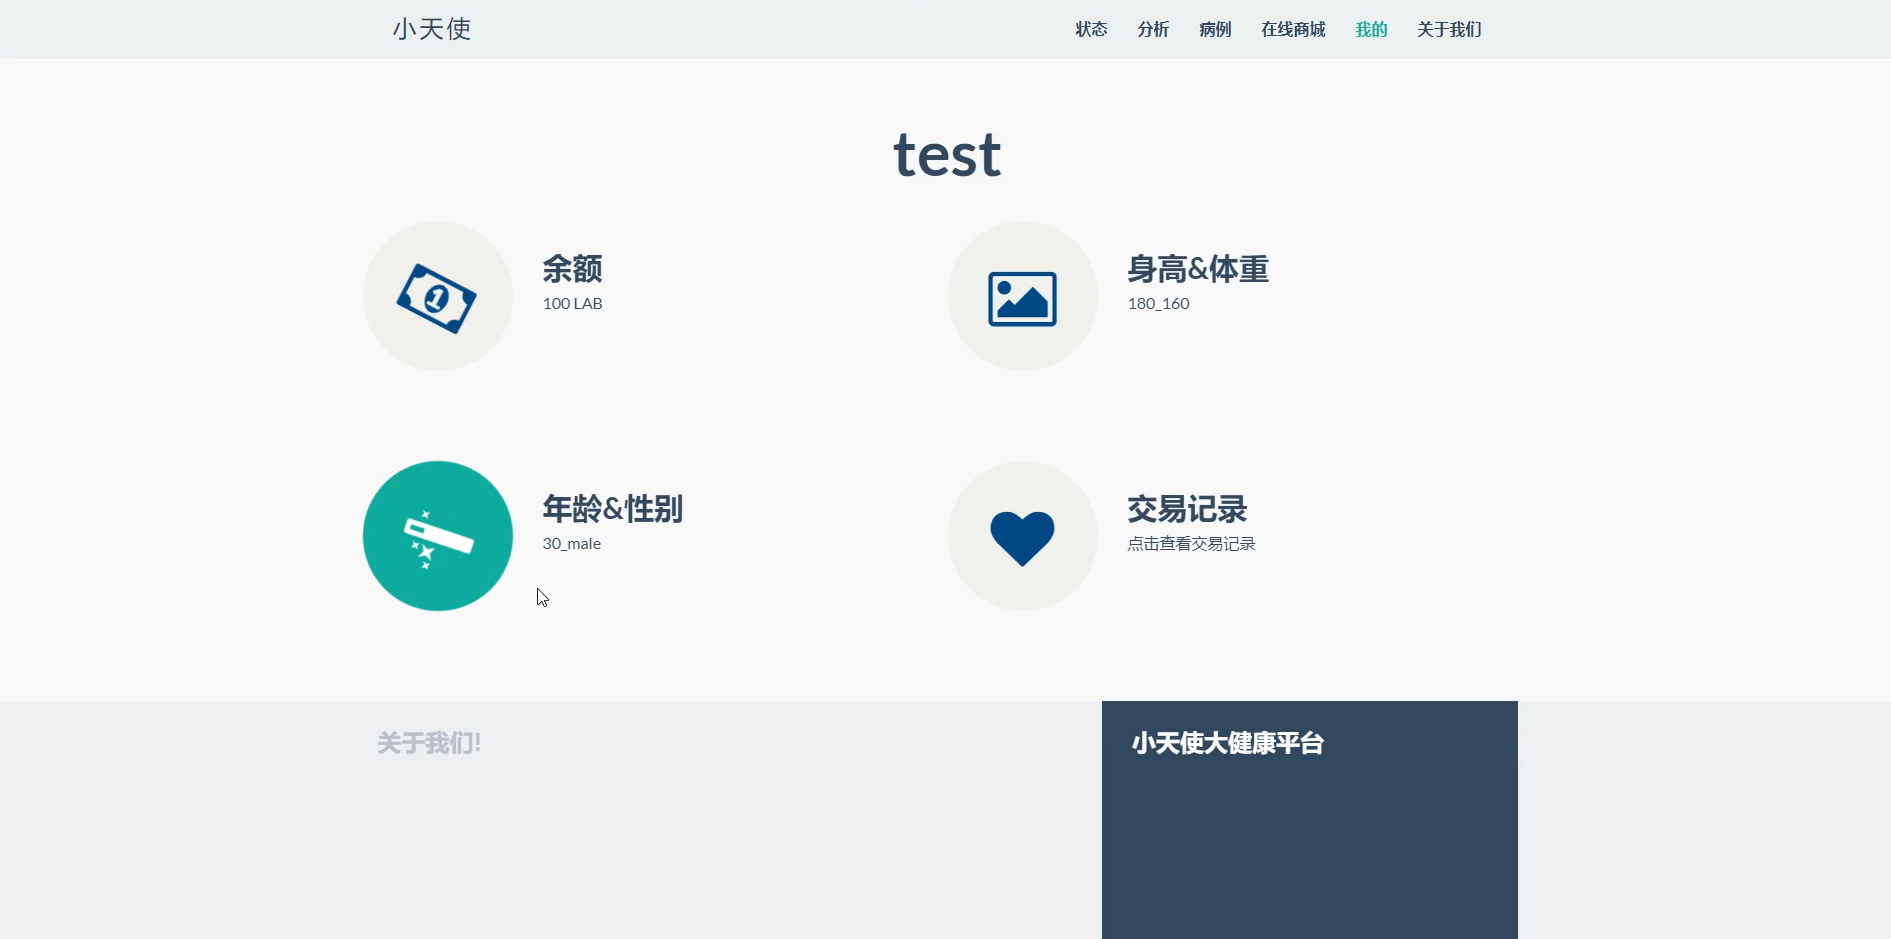 小天使
状态 分析 病例 在线商城 我的 关于我们
test
余额
100 LAB
身高&体重
180_160
年龄&性别
30_male
交易记录
点击查看交易记录
关于我们!
小天使大健康平台